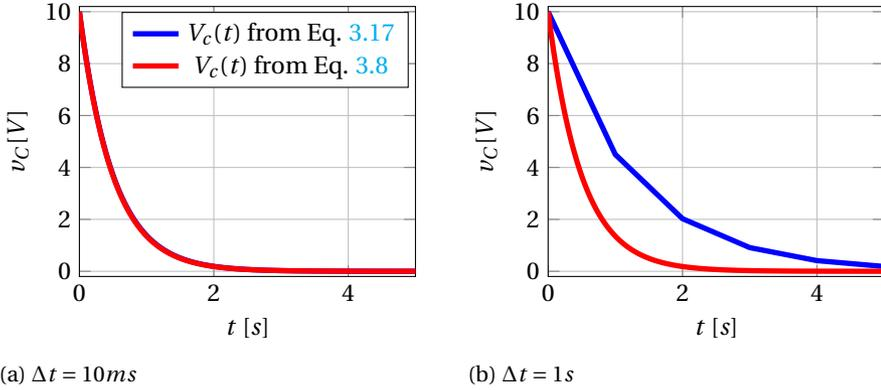 10
8
6
4
2
0
v_C [V]
V_c(t) from Eq. 3.17
V_c(t) from Eq. 3.8
0 2 4
t [s]
(a) Δt = 10ms
10
8
6
4
2
0
v_C [V]
0 2 4
t [s]
(b) Δt = 1s